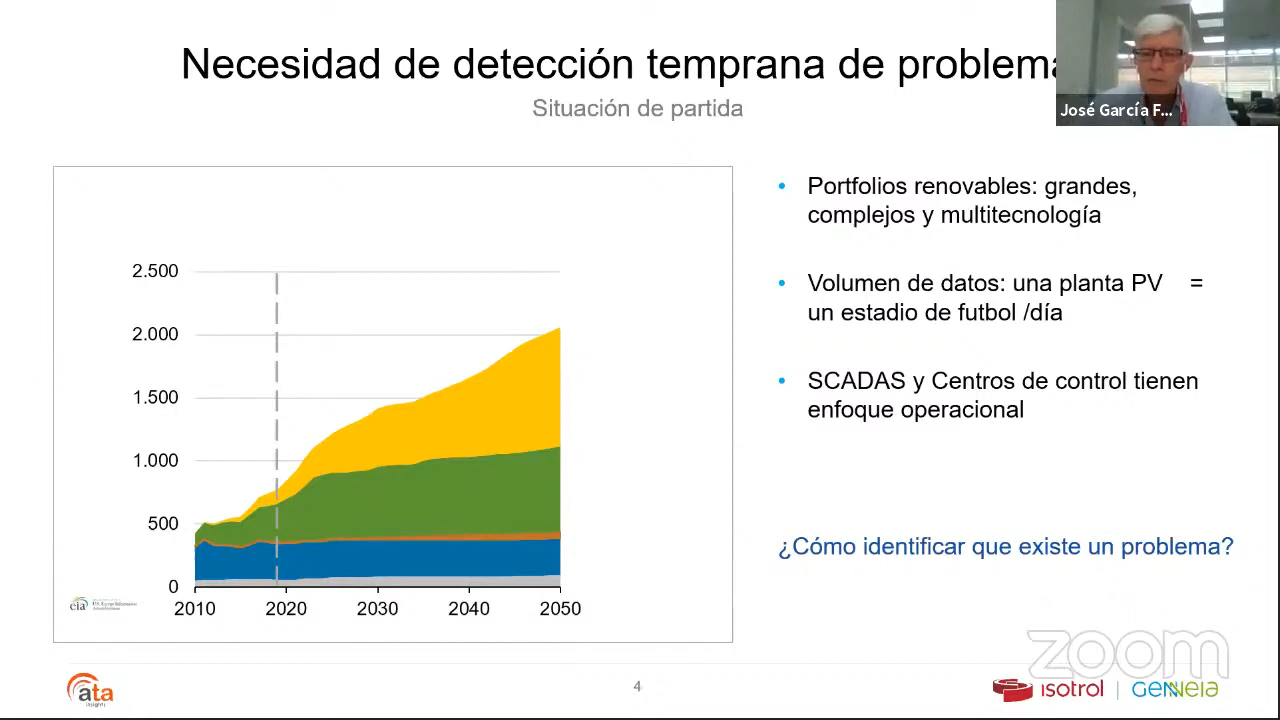 Necesidad de detección temprana de problema
José García F...
Situación de partida
• Portfolios renovables: grandes,
complejos y multitecnología
• Volumen de datos: una planta PV =
un estadio de futbol /día
• SCADAS y Centros de control tienen
enfoque operacional
¿Cómo identificar que existe un problema?
2.500
2.000
1.500
1.000
500
0
2010 2020 2030 2040 2050
eia
zoom
ata
insights
4
isotrol | GENNEIA